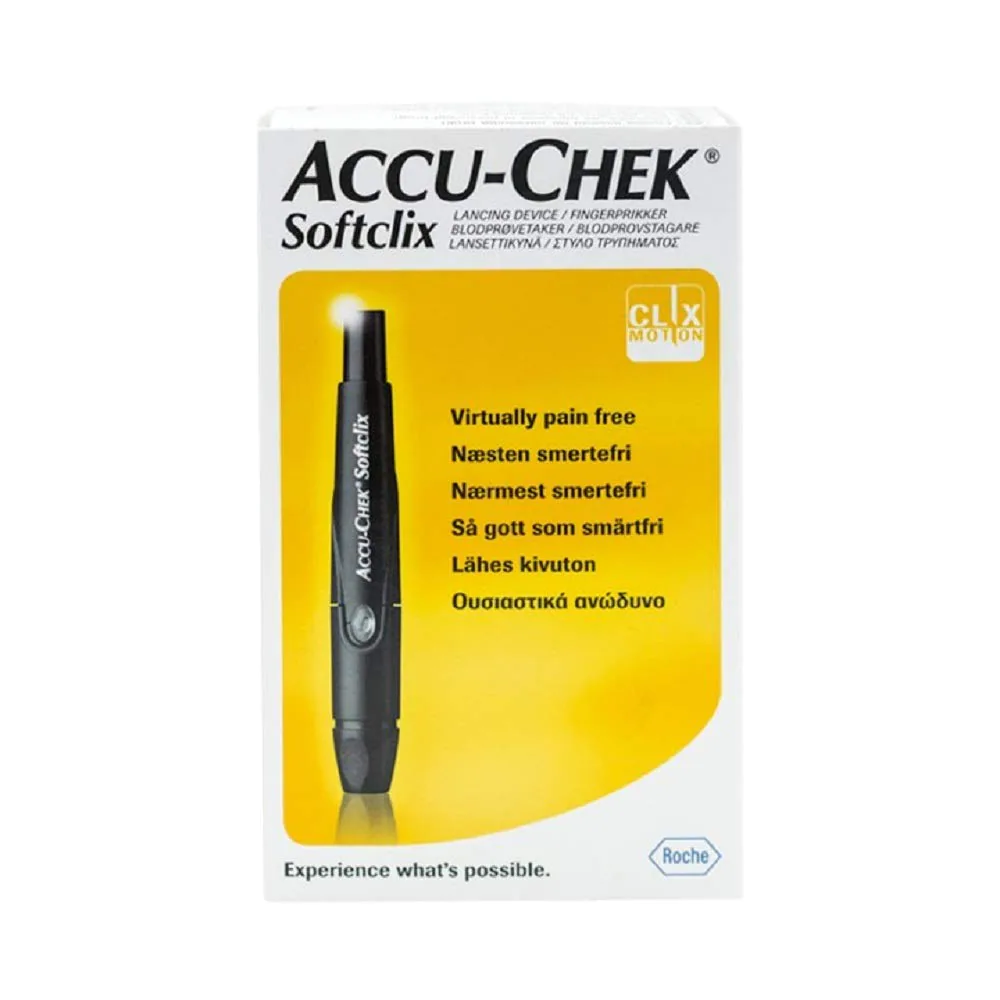 ACCU-CHEK®
Softclix
LANCING DEVICE / FINGERPRIKKER
BLODPRØVETAKER / BLODPROVSTAGARE
LANSETTIKYNÄ / ΣΤΥΛΟ ΤΡΥΠΗΜΑΤΟΣ
CLIX
MOTION
ACCU-CHEK® Softclix
Virtually pain free
Næsten smertefri
Nærmest smertefri
Så gott som smärtfri
Lähes kivuton
Ουσιαστικά ανώδυνο
Experience what's possible.
Roche